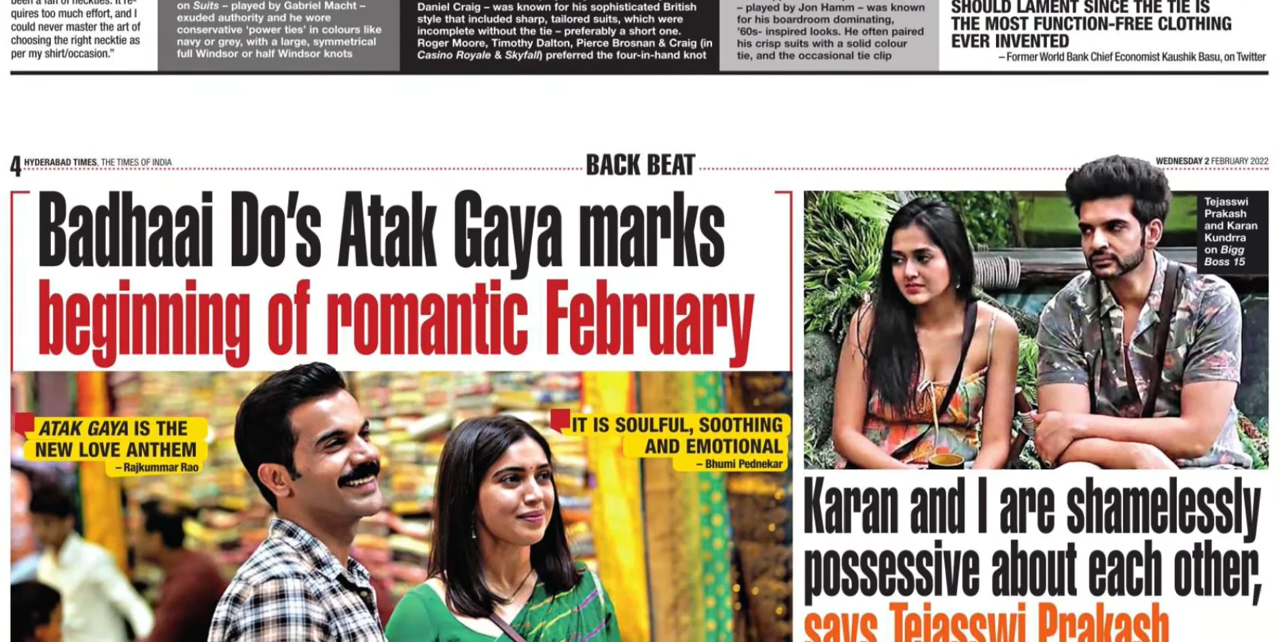 been a fan of neckties. It re-
quires too much effort, and I
could never master the art of
choosing the right necktie as
per my shirt/occasion."
on Suits – played by Gabriel Macht –
exuded authority and he wore
conservative 'power ties' in colours like
navy or grey, with a large, symmetrical
full Windsor or half Windsor knots
Daniel Craig – was known for his sophisticated British
style that included sharp, tailored suits, which were
incomplete without the tie – preferably a short one.
Roger Moore, Timothy Dalton, Pierce Brosnan & Craig (in
Casino Royale & Skyfall) preferred the four-in-hand knot
– played by Jon Hamm – was known
for his boardroom dominating,
'60s- inspired looks. He often paired
his crisp suits with a solid colour
tie, and the occasional tie clip
SHOULD LAMENT SINCE THE TIE IS
THE MOST FUNCTION-FREE CLOTHING
EVER INVENTED
– Former World Bank Chief Economist Kaushik Basu, on Twitter
4 HYDERABAD TIMES, THE TIMES OF INDIA
BACK BEAT
WEDNESDAY 2 FEBRUARY 2022
Badhaai Do's Atak Gaya marks
beginning of romantic February
ATAK GAYA IS THE
NEW LOVE ANTHEM
– Rajkummar Rao
IT IS SOULFUL, SOOTHING
AND EMOTIONAL
– Bhumi Pednekar
Tejasswi
Prakash
and Karan
Kundrra
on Bigg
Boss 15
Karan and I are shamelessly
possessive about each other,
says Tejasswi Prakash